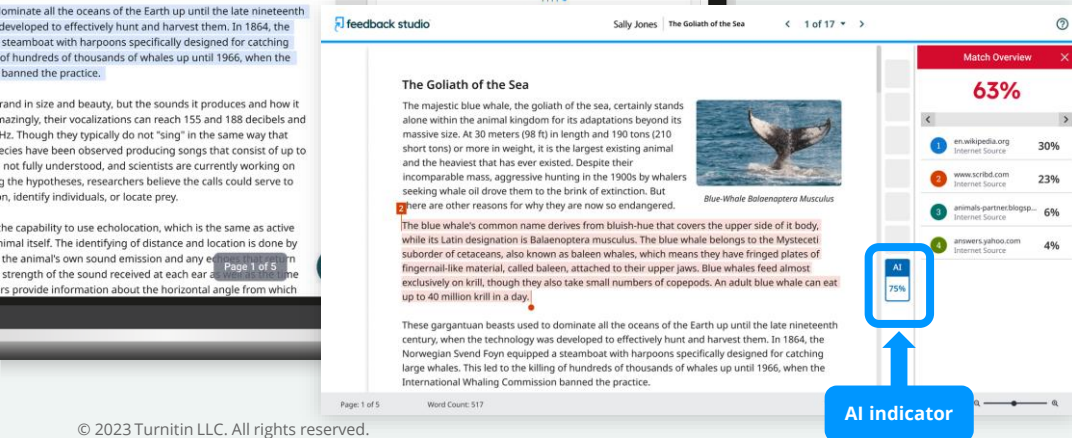 ominate all the oceans of the Earth up until the late nineteenth
developed to effectively hunt and harvest them. In 1864, the
steamboat with harpoons specifically designed for catching
of hundreds of thousands of whales up until 1966, when the
banned the practice.
rand in size and beauty, but the sounds it produces and how it
mazingly, their vocalizations can reach 155 and 188 decibels and
Hz. Though they typically do not "sing" in the same way that
ecies have been observed producing songs that consist of up to
not fully understood, and scientists are currently working on
g the hypotheses, researchers believe the calls could serve to
on, identify individuals, or locate prey.
he capability to use echolocation, which is the same as active
nimal itself. The identifying of distance and location is done by
the animal's own sound emission and any echoes that return
strength of the sound received at each ear as well as the time
rs provide information about the horizontal angle from which
Page 1 of 5
feedback studio
Sally Jones
The Goliath of the Sea
1 of 17
The Goliath of the Sea
The majestic blue whale, the goliath of the sea, certainly stands
alone within the animal kingdom for its adaptations beyond its
massive size. At 30 meters (98 ft) in length and 190 tons (210
short tons) or more in weight, it is the largest existing animal
and the heaviest that has ever existed. Despite their
incomparable mass, aggressive hunting in the 1900s by whalers
seeking whale oil drove them to the brink of extinction. But
there are other reasons for why they are now so endangered.
Blue-Whale Balaenoptera Musculus
2
The blue whale's common name derives from bluish-hue that covers the upper side of it body,
while its Latin designation is Balaenoptera musculus. The blue whale belongs to the Mysteceti
suborder of cetaceans, also known as baleen whales, which means they have fringed plates of
fingernail-like material, called baleen, attached to their upper jaws. Blue whales feed almost
exclusively on krill, though they also take small numbers of copepods. An adult blue whale can eat
up to 40 million krill in a day.
These gargantuan beasts used to dominate all the oceans of the Earth up until the late nineteenth
century, when the technology was developed to effectively hunt and harvest them. In 1864, the
Norwegian Svend Foyn equipped a steamboat with harpoons specifically designed for catching
large whales. This led to the killing of hundreds of thousands of whales up until 1966, when the
International Whaling Commission banned the practice.
Page: 1 of 5
Word Count: 517
AI
75%
Match Overview
63%
1
en.wikipedia.org
Internet Source
30%
2
www.scribd.com
Internet Source
23%
3
animals-partner.blogsp...
Internet Source
6%
4
answers.yahoo.com
Internet Source
4%
AI indicator
© 2023 Turnitin LLC. All rights reserved.